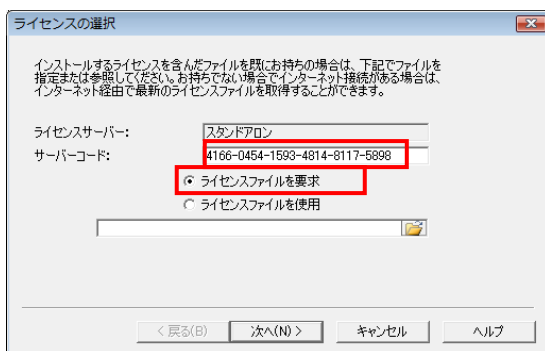 ライセンスの選択
インストールするライセンスを含んだファイルを既にお持ちの場合は、下記でファイルを
指定または参照してください。お持ちでない場合でインターネット接続がある場合は、
インターネット経由で最新のライセンスファイルを取得することができます。
ライセンスサーバー: スタンドアロン
サーバーコード: 4166-0454-1593-4814-8117-5898
ライセンスファイルを要求
ライセンスファイルを使用
< 戻る(B) 次へ(N) > キャンセル ヘルプ